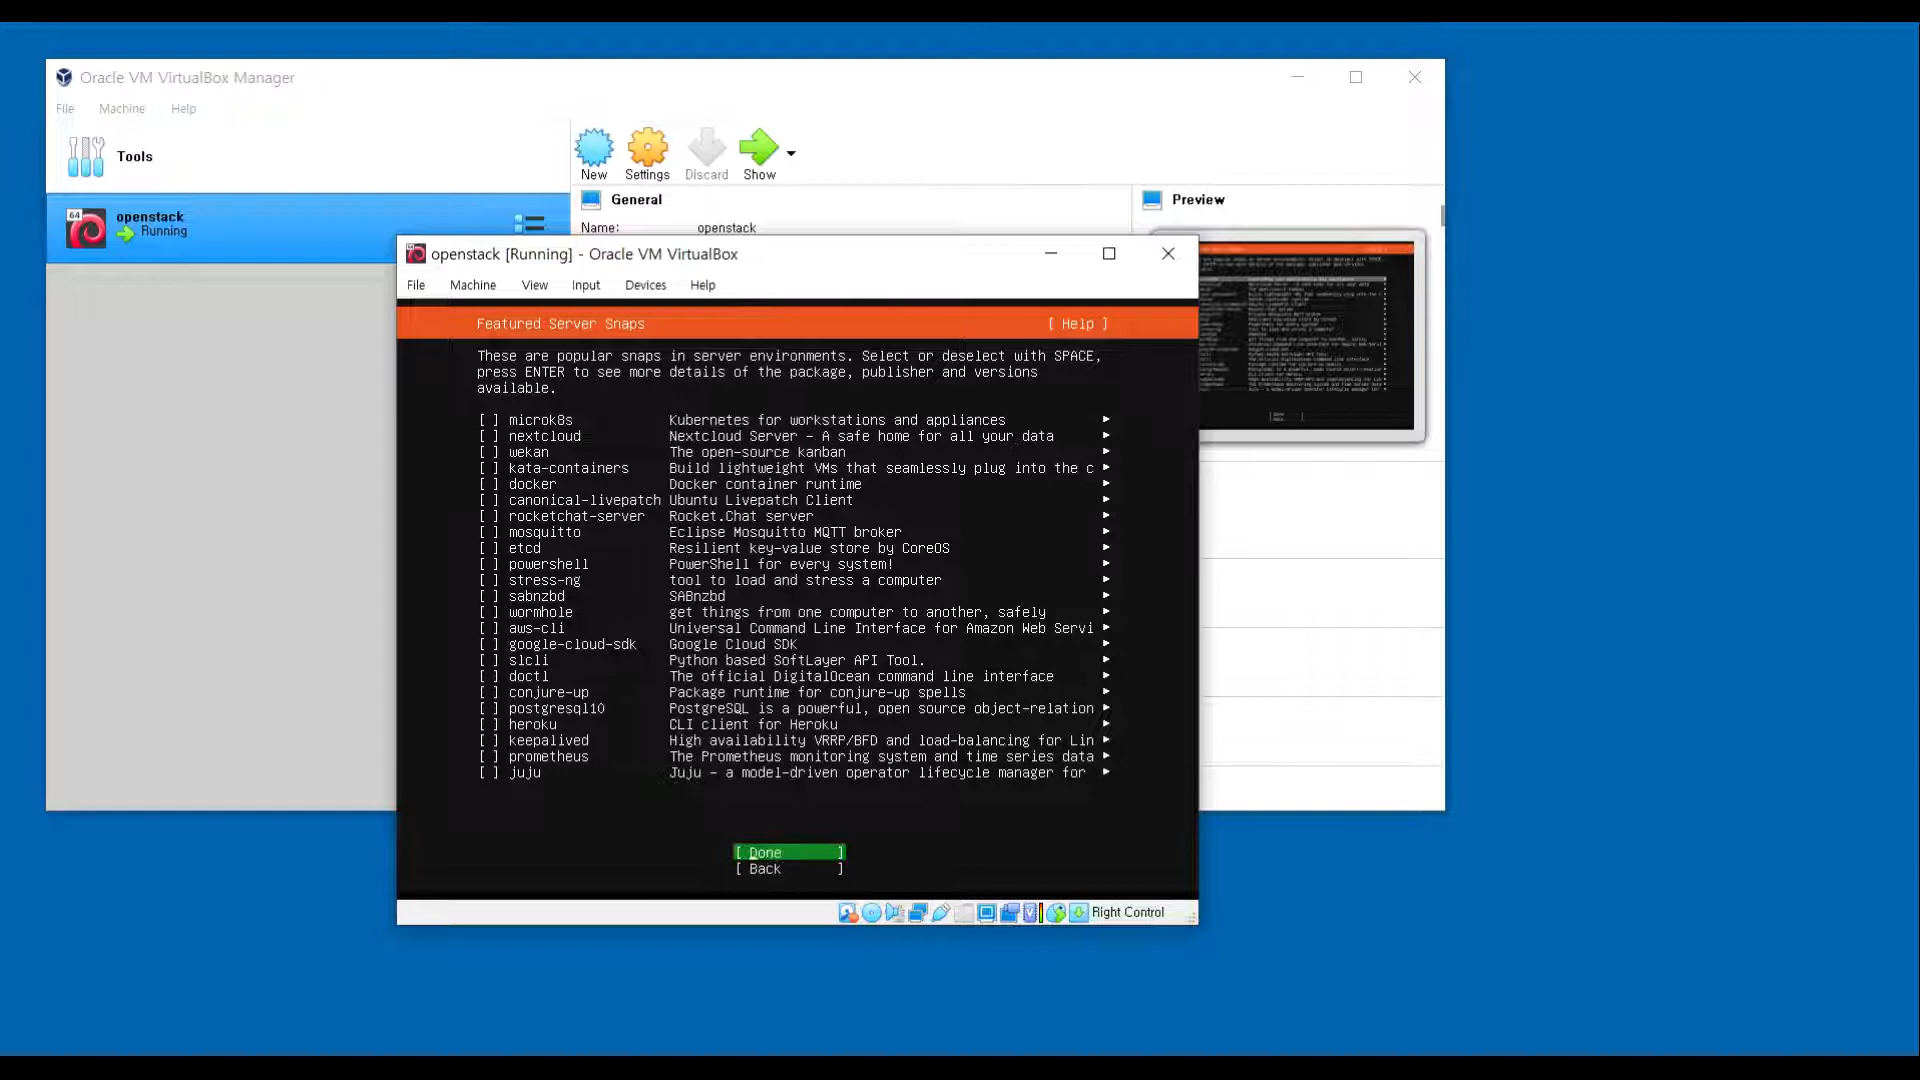 Oracle VM VirtualBox Manager
File Machine Help
Tools
New Settings Discard Show
64 openstack
Running
General
Name: openstack
Preview
openstack [Running] - Oracle VM VirtualBox
File Machine View Input Devices Help
Featured Server Snaps [ Help ]
These are popular snaps in server environments. Select or deselect with SPACE,
press ENTER to see more details of the package, publisher and versions
available.
[ ] microk8s Kubernetes for workstations and appliances ►
[ ] nextcloud Nextcloud Server - A safe home for all your data ►
[ ] wekan The open-source kanban ►
[ ] kata-containers Build lightweight VMs that seamlessly plug into the c ►
[ ] docker Docker container runtime ►
[ ] canonical-livepatch Ubuntu Livepatch Client ►
[ ] rocketchat-server Rocket.Chat server ►
[ ] mosquitto Eclipse Mosquitto MQTT broker ►
[ ] etcd Resilient key-value store by CoreOS ►
[ ] powershell PowerShell for every system! ►
[ ] stress-ng tool to load and stress a computer ►
[ ] sabnzbd SABnzbd ►
[ ] wormhole get things from one computer to another, safely ►
[ ] aws-cli Universal Command Line Interface for Amazon Web Servi ►
[ ] google-cloud-sdk Google Cloud SDK ►
[ ] slcli Python based SoftLayer API Tool. ►
[ ] doctl The official DigitalOcean command line interface ►
[ ] conjure-up Package runtime for conjure-up spells ►
[ ] postgresql10 PostgreSQL is a powerful, open source object-relation ►
[ ] heroku CLI client for Heroku ►
[ ] keepalived High availability VRRP/BFD and load-balancing for Lin ►
[ ] prometheus The Prometheus monitoring system and time series data ►
[ ] juju Juju - a model-driven operator lifecycle manager for ►
[ Done ]
[ Back ]
Right Control